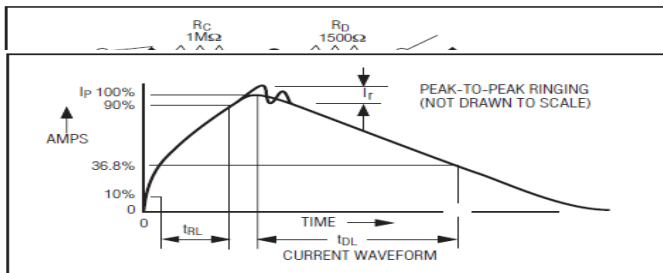 RC RD
1MΩ 1500Ω
IP 100%
90%
Ir
PEAK-TO-PEAK RINGING
(NOT DRAWN TO SCALE)
AMPS
36.8%
10%
0
0
TIME
tRL
tDL
CURRENT WAVEFORM